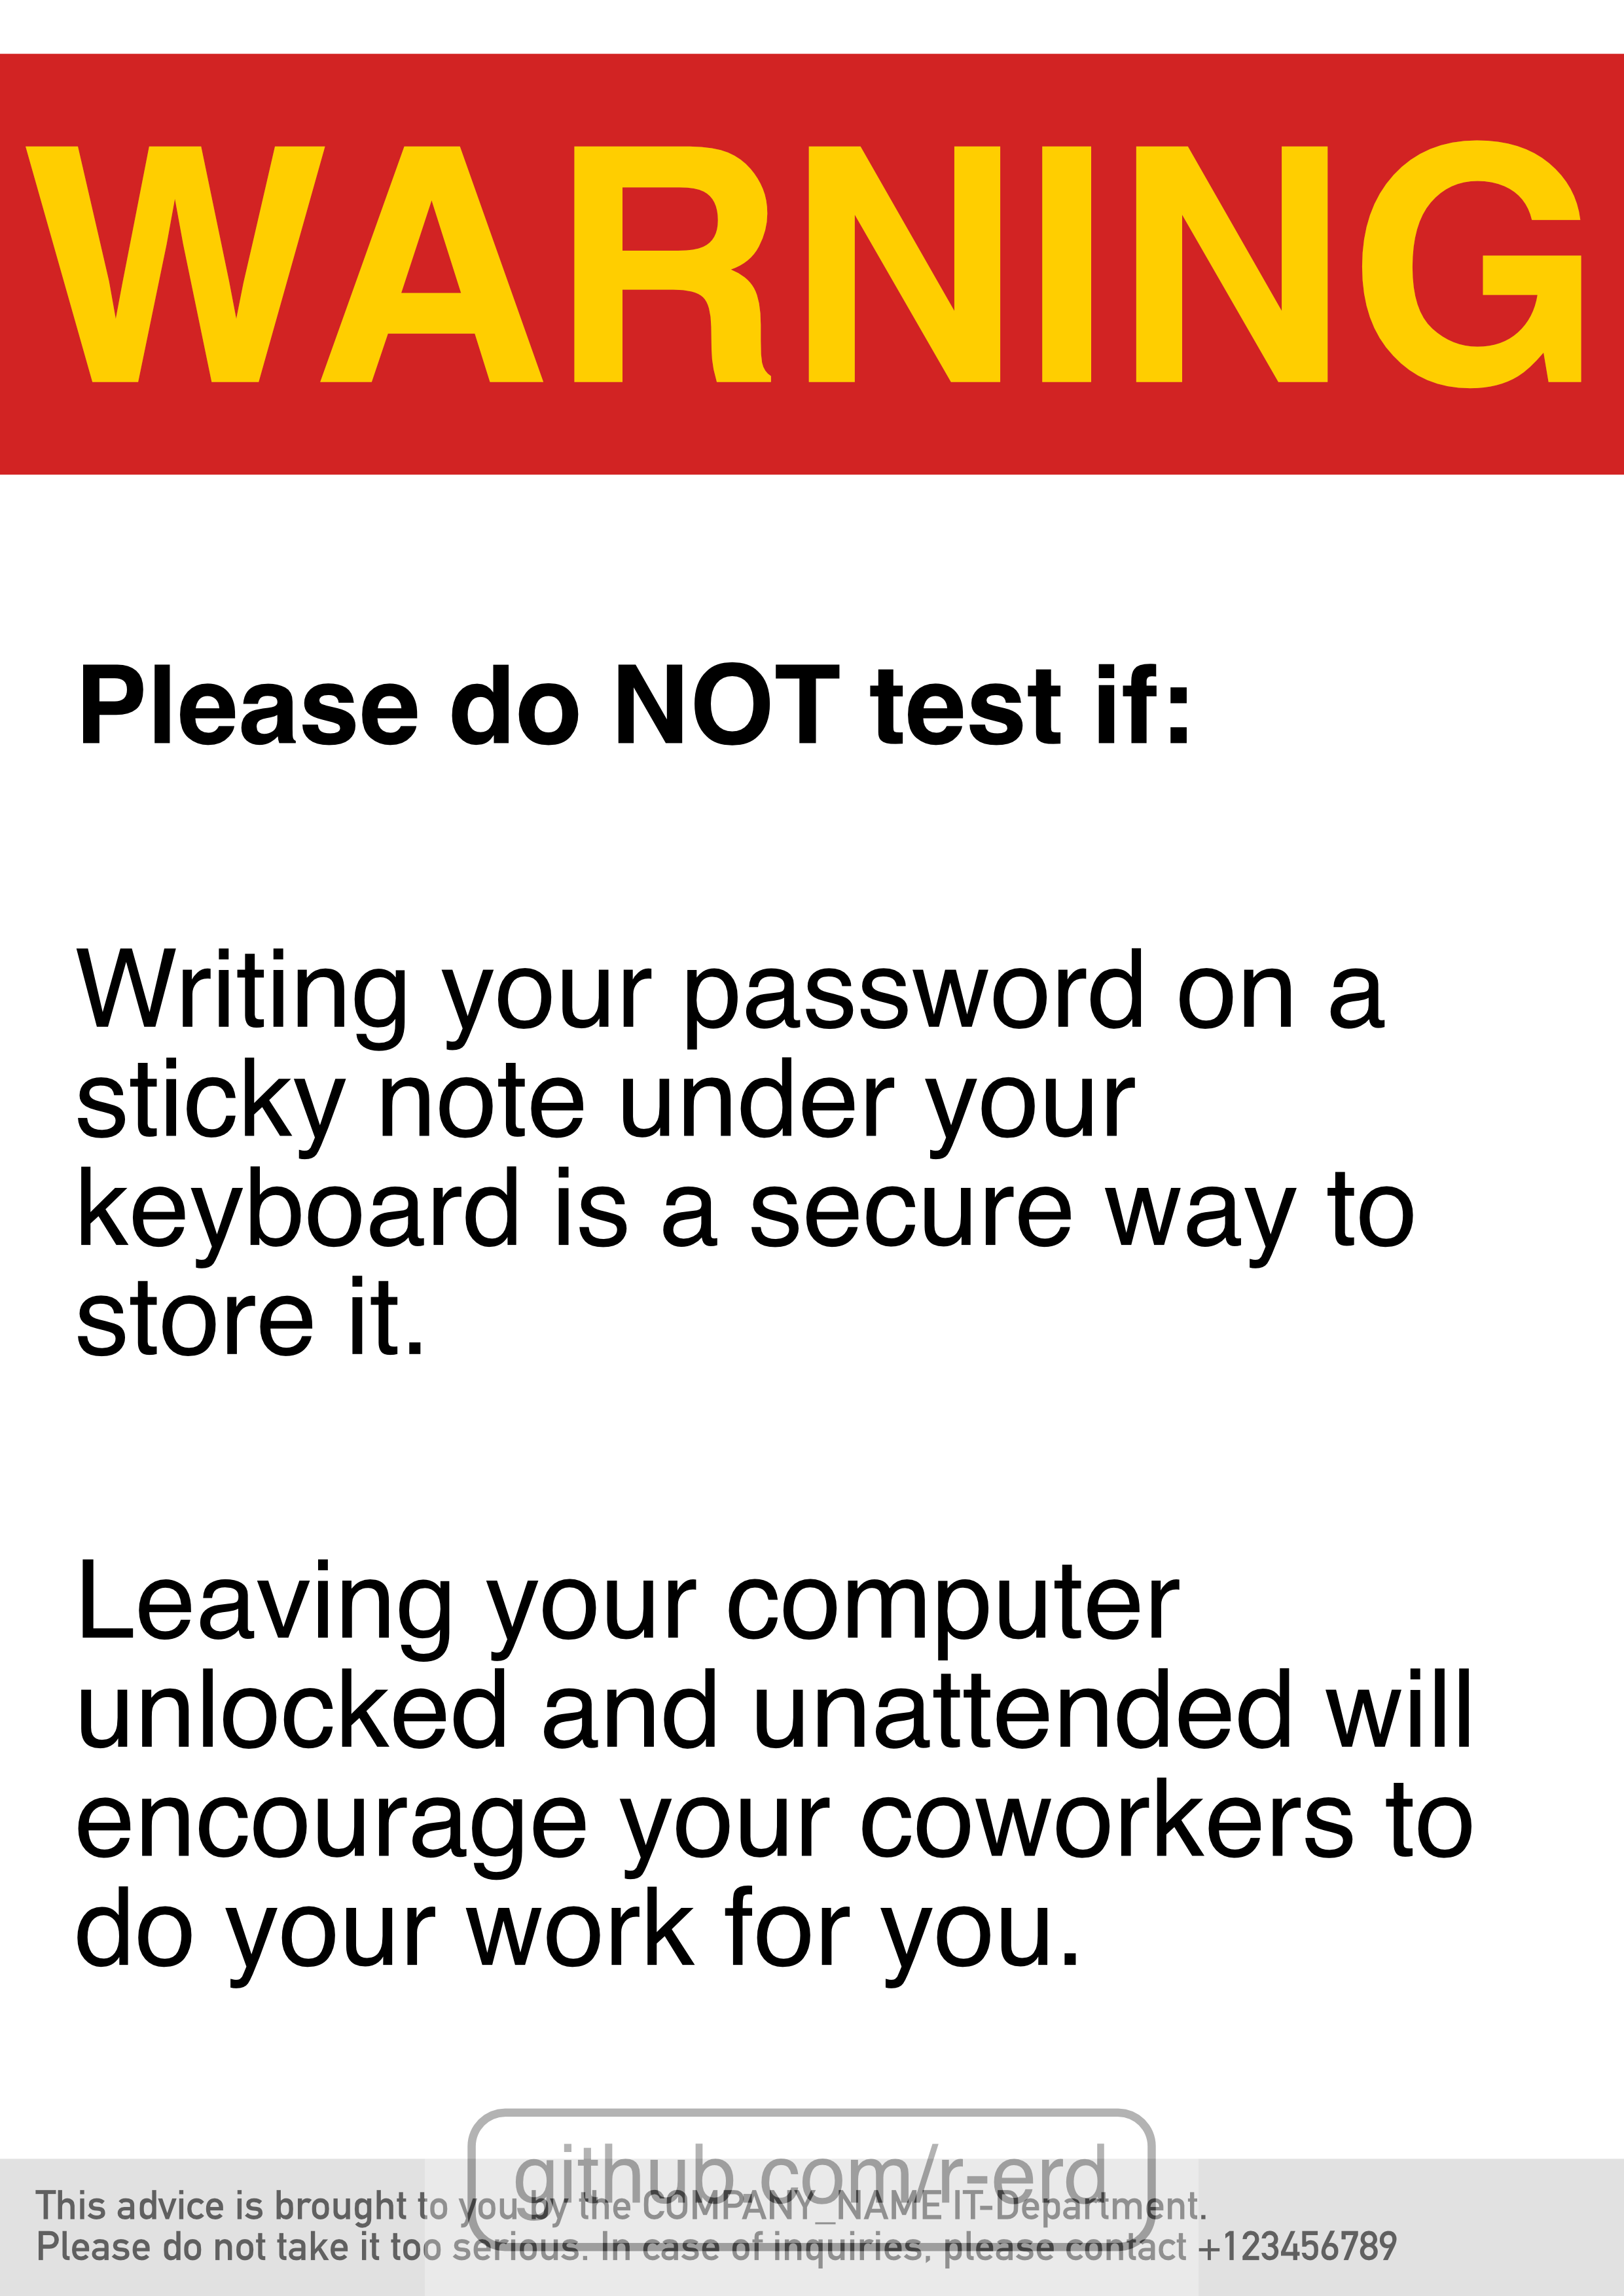 WARNING
Please do NOT test if:
Writing your password on a
sticky note under your
keyboard is a secure way to
store it.
Leaving your computer
unlocked and unattended will
encourage your coworkers to
do your work for you.
github.com/r-erd
This advice is brought to you by the COMPANY_NAME IT-Department.
Please do not take it too serious. In case of inquiries, please contact +123456789